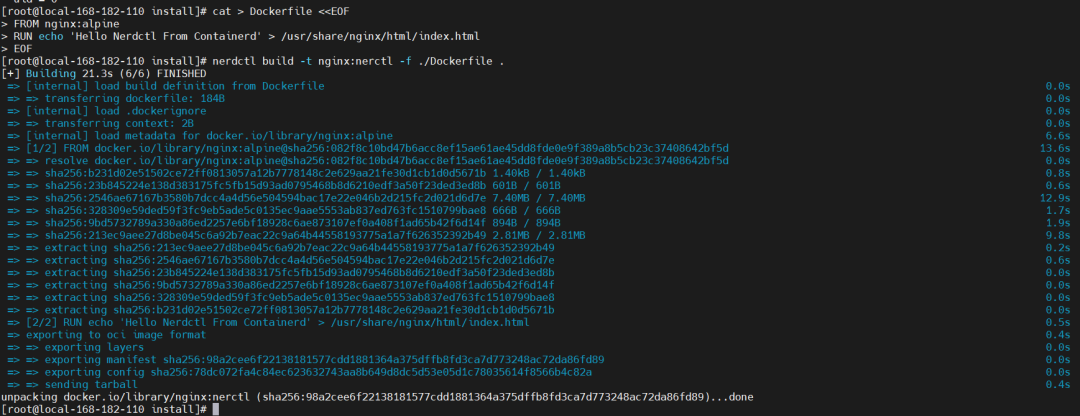 [root@local-168-182-110 install]# cat > Dockerfile <<EOF
> FROM nginx:alpine
> RUN echo 'Hello Nerdctl From Containerd' > /usr/share/nginx/html/index.html
> EOF
[root@local-168-182-110 install]# nerdctl build -t nginx:nerctl -f ./Dockerfile .
[+] Building 21.3s (6/6) FINISHED
=> [internal] load build definition from Dockerfile 0.0s
=> => transferring dockerfile: 184B 0.0s
=> [internal] load .dockerignore 0.0s
=> => transferring context: 2B 0.0s
=> [internal] load metadata for docker.io/library/nginx:alpine 6.6s
=> [1/2] FROM docker.io/library/nginx:alpine@sha256:082f8c10bd47b6acc8ef15ae61ae45dd8fde0e9f389a8b5cb23c37408642bf5d 13.6s
=> => resolve docker.io/library/nginx:alpine@sha256:082f8c10bd47b6acc8ef15ae61ae45dd8fde0e9f389a8b5cb23c37408642bf5d 0.0s
=> => sha256:b231d02e51502ce72ff0813057a12b7778148c2e629aa21fe30d1cb1d0d5671b 1.40kB / 1.40kB 0.8s
=> => sha256:23b845224e138d383175fc5fb15d93ad0795468b8d6210edf3a50f23ded3ed8b 601B / 601B 0.6s
=> => sha256:2546ae67167b3580b7dcc4a4d56e504594bac17e22e046b2d215fc2d021d6d7e 7.40MB / 7.40MB 12.9s
=> => sha256:328309e59ded59f3fc9eb5ade5c0135ec9aae5553ab837ed763fc1510799bae8 666B / 666B 1.7s
=> => sha256:9bd5732789a330a86ed2257e6bf18928c6ae873107ef0a408f1ad65b42f6d14f 894B / 894B 1.9s
=> => sha256:213ec9aee27d8be045c6a92b7eac22c9a64b44558193775a1a7f626352392b49 2.81MB / 2.81MB 9.8s
=> => extracting sha256:213ec9aee27d8be045c6a92b7eac22c9a64b44558193775a1a7f626352392b49 0.2s
=> => extracting sha256:2546ae67167b3580b7dcc4a4d56e504594bac17e22e046b2d215fc2d021d6d7e 0.6s
=> => extracting sha256:23b845224e138d383175fc5fb15d93ad0795468b8d6210edf3a50f23ded3ed8b 0.0s
=> => extracting sha256:9bd5732789a330a86ed2257e6bf18928c6ae873107ef0a408f1ad65b42f6d14f 0.0s
=> => extracting sha256:328309e59ded59f3fc9eb5ade5c0135ec9aae5553ab837ed763fc1510799bae8 0.0s
=> => extracting sha256:b231d02e51502ce72ff0813057a12b7778148c2e629aa21fe30d1cb1d0d5671b 0.0s
=> [2/2] RUN echo 'Hello Nerdctl From Containerd' > /usr/share/nginx/html/index.html 0.5s
=> exporting to oci image format 0.4s
=> => exporting layers 0.0s
=> => exporting manifest sha256:98a2cee6f22138181577cdd1881364a375dffb8fd3ca7d773248ac72da86fd89 0.0s
=> => exporting config sha256:78dc072fa4c84ec623632743aa8b649d8dc5d53e05d1c78035614f8566b4c82a 0.0s
=> => sending tarball 0.4s
unpacking docker.io/library/nginx:nerctl (sha256:98a2cee6f22138181577cdd1881364a375dffb8fd3ca7d773248ac72da86fd89)...done
[root@local-168-182-110 install]#